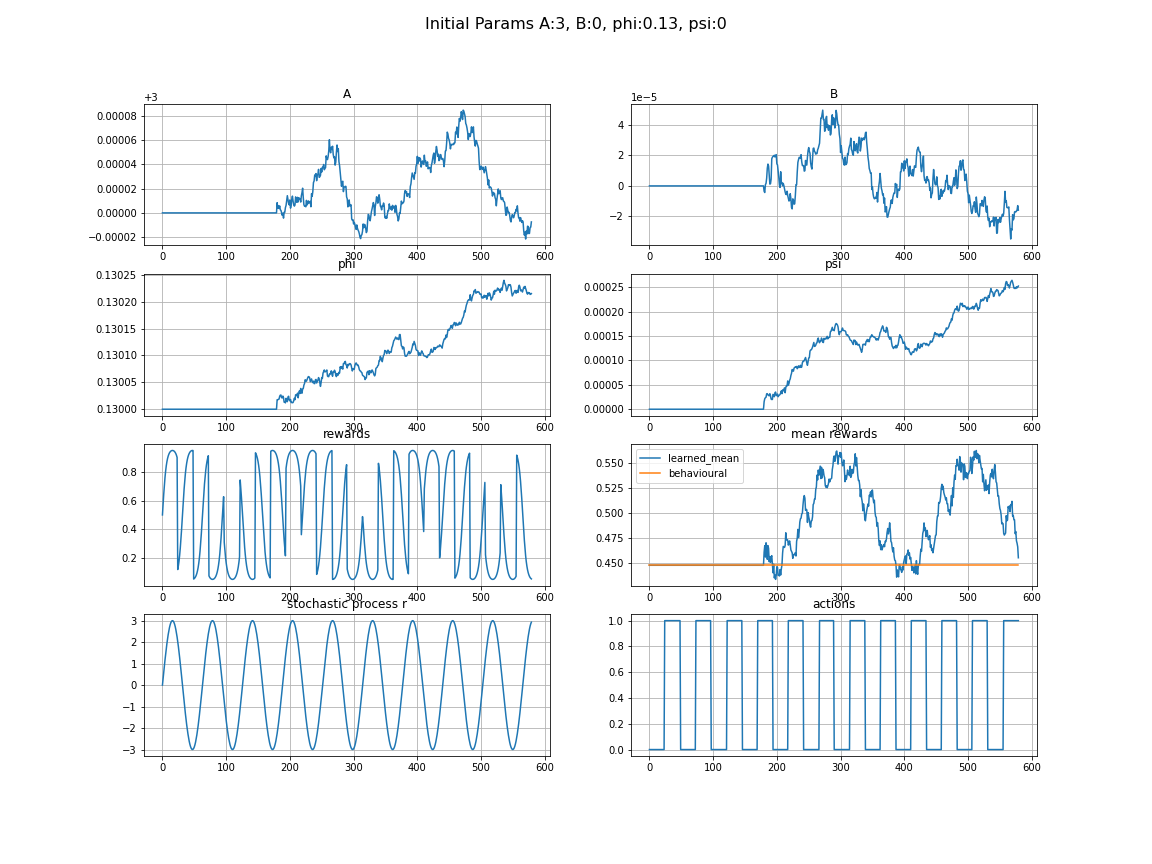 Initial Params A:3, B:0, phi:0.13, psi:0
+3
A
0.00008
0.00006
0.00004
0.00002
0.00000
−0.00002
0 100 200 300 400 500 600
1e−5
B
4
2
0
−2
0 100 200 300 400 500 600
phi
0.13025
0.13020
0.13015
0.13010
0.13005
0.13000
0 100 200 300 400 500 600
psi
0.00025
0.00020
0.00015
0.00010
0.00005
0.00000
0 100 200 300 400 500 600
rewards
0.8
0.6
0.4
0.2
0 100 200 300 400 500 600
mean rewards
learned_mean
behavioural
0.550
0.525
0.500
0.475
0.450
0 100 200 300 400 500 600
stochastic process r
3
2
1
0
−1
−2
−3
0 100 200 300 400 500 600
actions
1.0
0.8
0.6
0.4
0.2
0.0
0 100 200 300 400 500 600